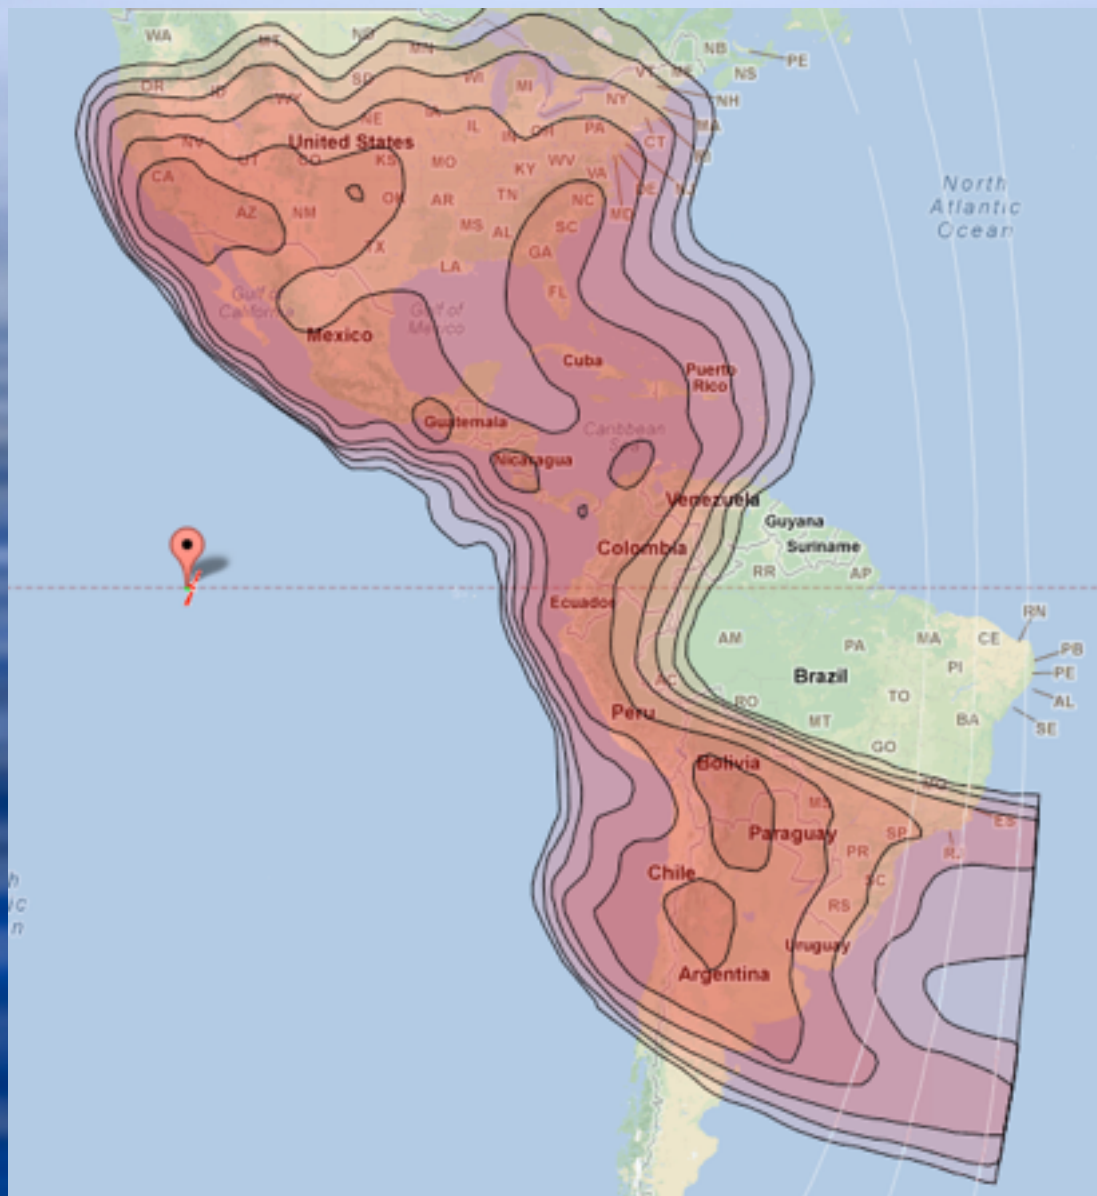 WA
MT
ND
MN
NB
PE
VT
ME
NS
OR
ID
SD
WI
MI
NY
NH
WY
NE
IA
MA
United States
IL
IN
OH
PA
CT
RI
NV
UT
CO
KS
MO
KY
WV
VA
DE
NJ
CA
AZ
NM
OK
AR
TN
NC
MD
North
Atlantic
Ocean
TX
MS
AL
SC
GA
LA
FL
Gulf of
California
Gulf of
Mexico
Mexico
Cuba
Puerto
Rico
Guatemala
Caribbean
Sea
Nicaragua
Venezuela
Guyana
Suriname
Colombia
RR
AP
Ecuador
RN
AM
PA
MA
CE
PB
PI
PE
AC
Brazil
TO
AL
RO
Peru
MT
BA
SE
GO
Bolivia
MG
MS
ES
Paraguay
SP
RJ
PR
Chile
SC
h
ic
n
RS
Uruguay
Argentina